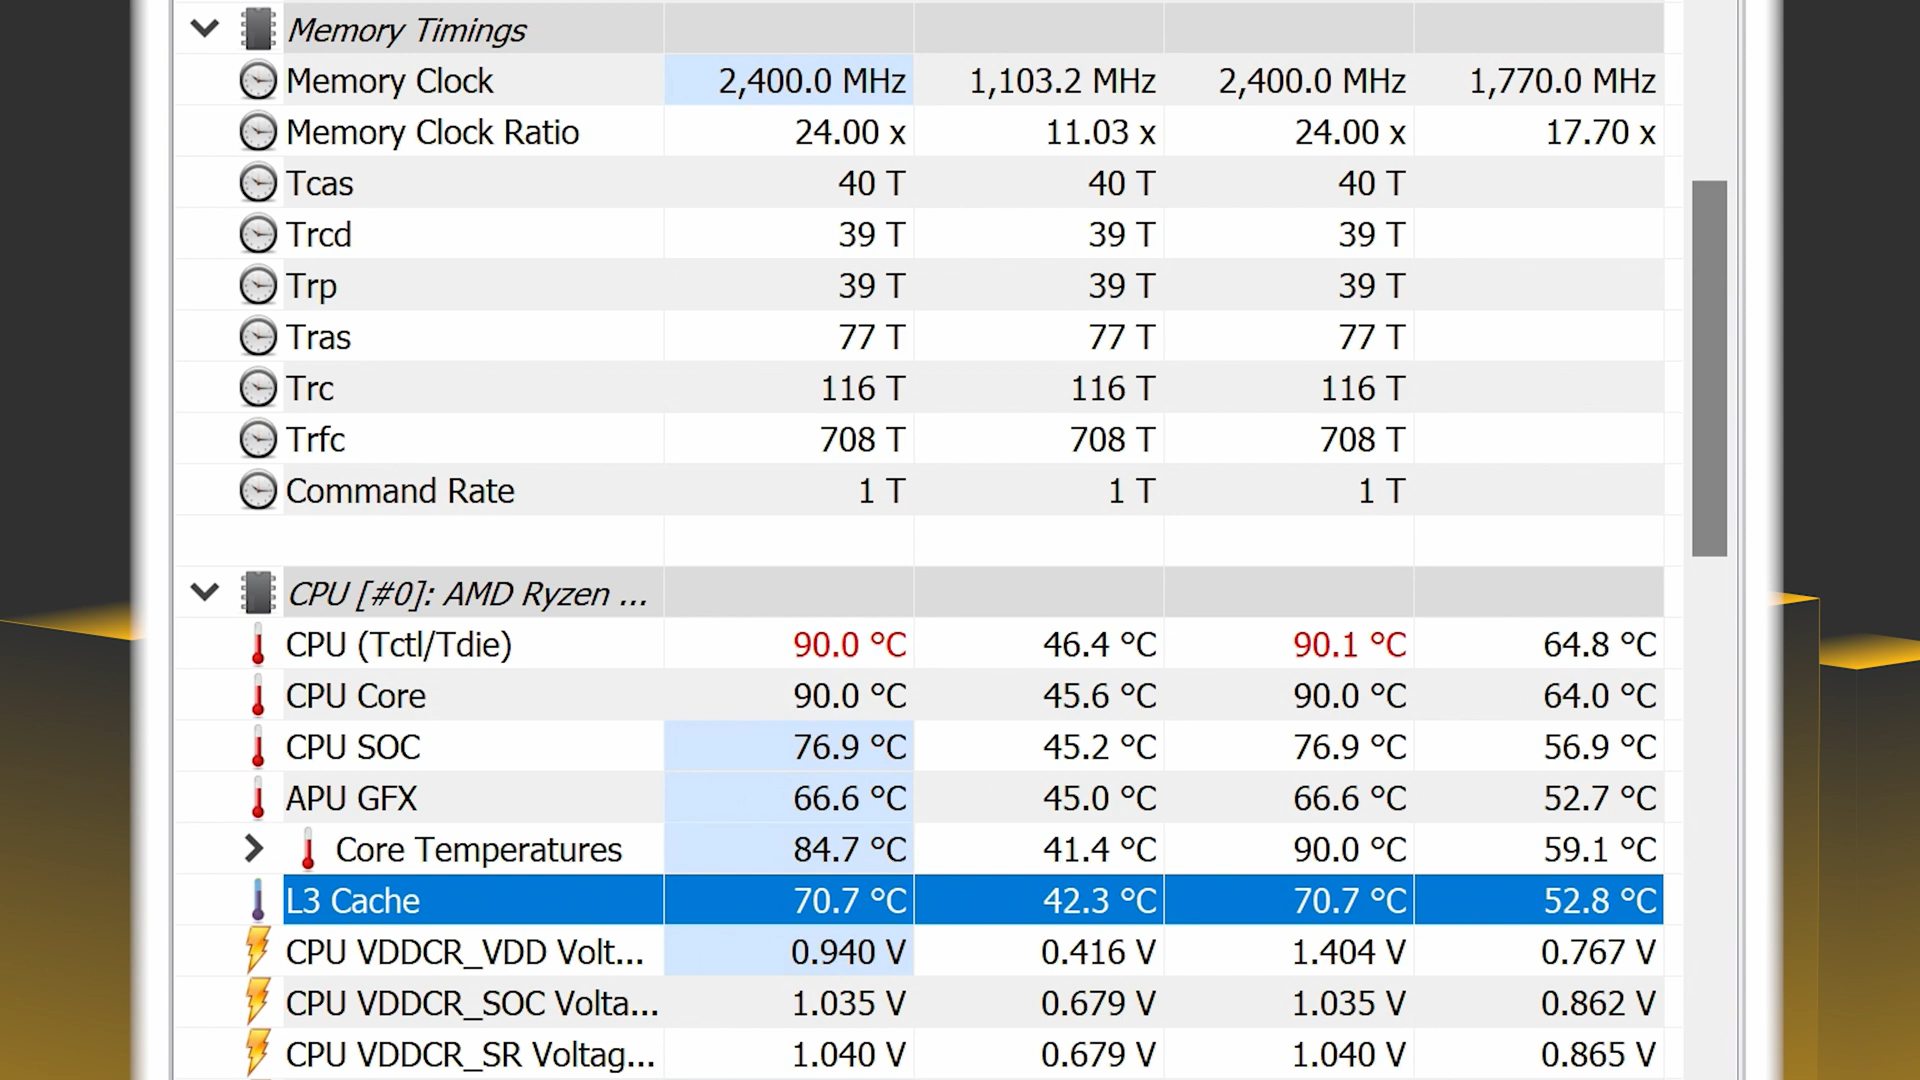 Memory Timings
Memory Clock 2,400.0 MHz 1,103.2 MHz 2,400.0 MHz 1,770.0 MHz
Memory Clock Ratio 24.00 x 11.03 x 24.00 x 17.70 x
Tcas 40 T 40 T 40 T
Trcd 39 T 39 T 39 T
Trp 39 T 39 T 39 T
Tras 77 T 77 T 77 T
Trc 116 T 116 T 116 T
Trfc 708 T 708 T 708 T
Command Rate 1 T 1 T 1 T
CPU [#0]: AMD Ryzen ...
CPU (Tctl/Tdie) 90.0 °C 46.4 °C 90.1 °C 64.8 °C
CPU Core 90.0 °C 45.6 °C 90.0 °C 64.0 °C
CPU SOC 76.9 °C 45.2 °C 76.9 °C 56.9 °C
APU GFX 66.6 °C 45.0 °C 66.6 °C 52.7 °C
Core Temperatures 84.7 °C 41.4 °C 90.0 °C 59.1 °C
L3 Cache 70.7 °C 42.3 °C 70.7 °C 52.8 °C
CPU VDDCR_VDD Volt... 0.940 V 0.416 V 1.404 V 0.767 V
CPU VDDCR_SOC Volta... 1.035 V 0.679 V 1.035 V 0.862 V
CPU VDDCR_SR Voltag... 1.040 V 0.679 V 1.040 V 0.865 V